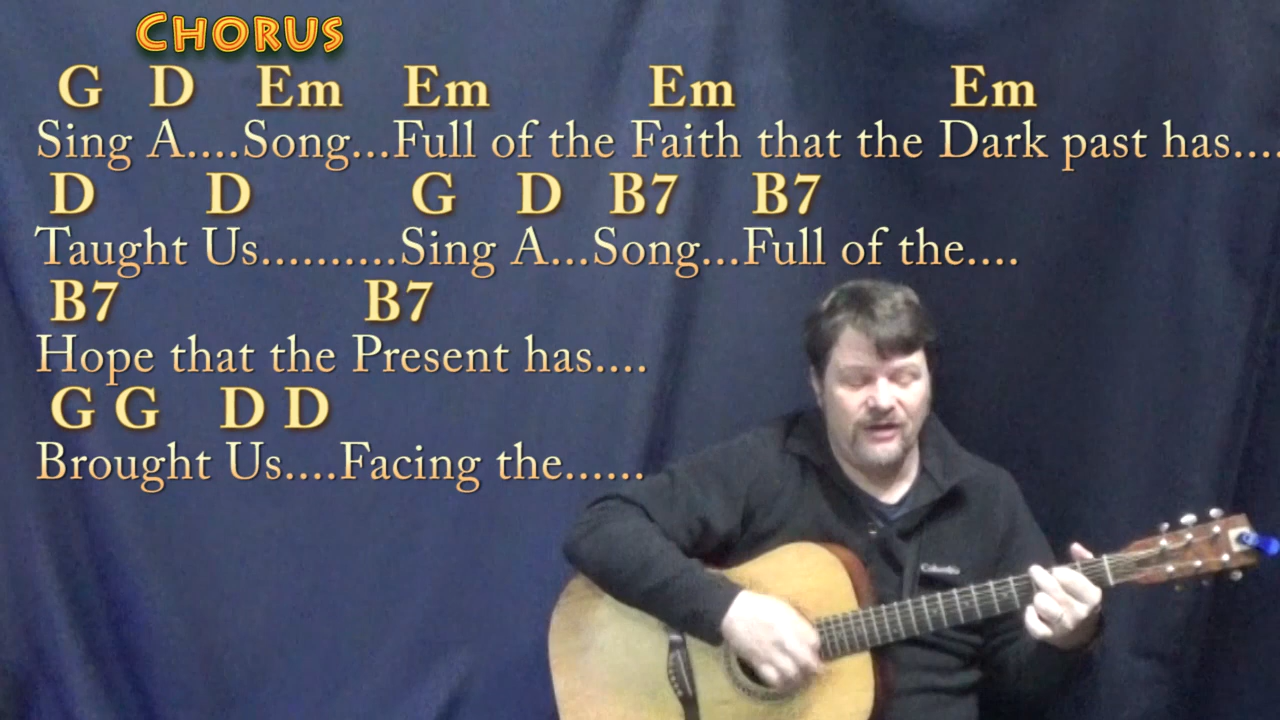 CHORUS
G D Em Em Em Em
Sing A....Song...Full of the Faith that the Dark past has....
D D G D B7 B7
Taught Us..........Sing A...Song...Full of the....
B7 B7
Hope that the Present has....
G G D D
Brought Us....Facing the......
Columbia